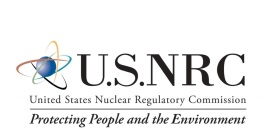 U.S.NRC
United States Nuclear Regulatory Commission
Protecting People and the Environment